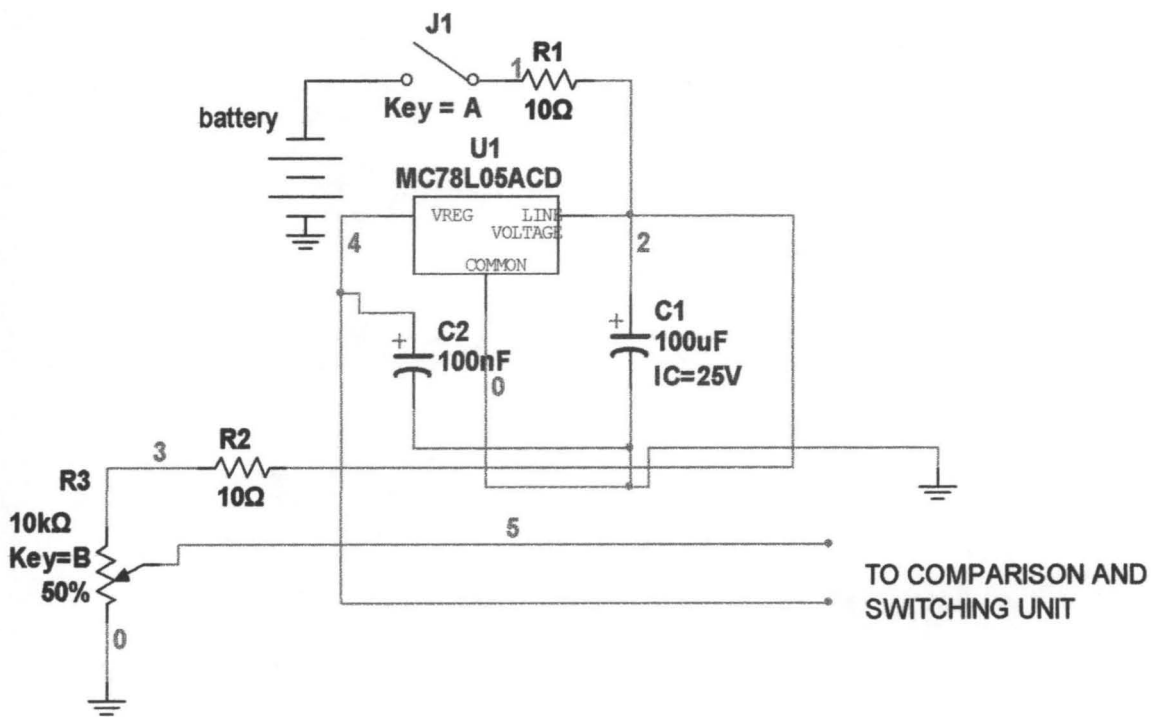 J1
1
R1
Key = A
10Ω
battery
U1
MC78L05ACD
VREG
LINE
VOLTAGE
COMMON
4
2
C2
100nF
C1
100uF
IC=25V
0
3
R2
R3
10Ω
10kΩ
Key=B
50%
5
TO COMPARISON AND
SWITCHING UNIT
0